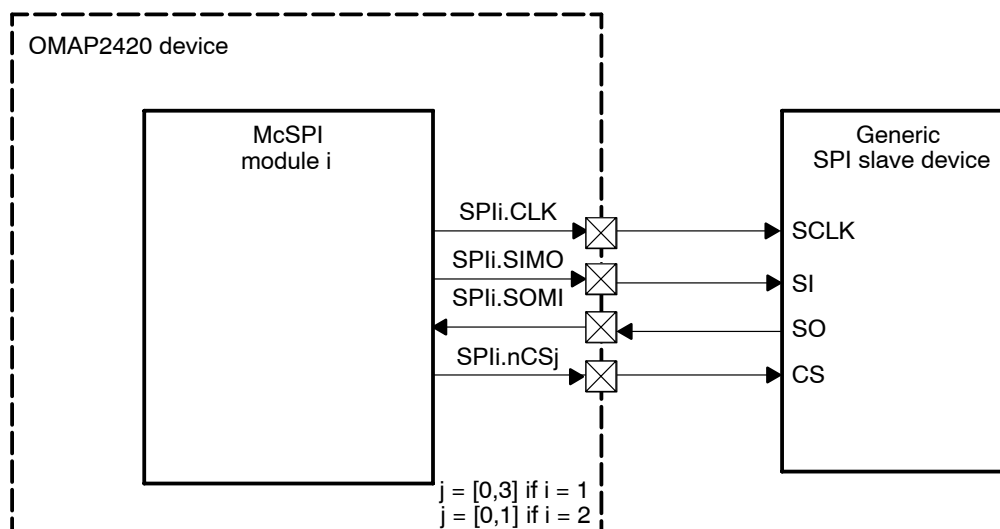 OMAP2420 device
McSPI
module i
Generic
SPI slave device
SPIi.CLK
SCLK
SPIi.SIMO
SI
SPIi.SOMI
SO
SPIi.nCSj
CS
j = [0,3] if i = 1
j = [0,1] if i = 2